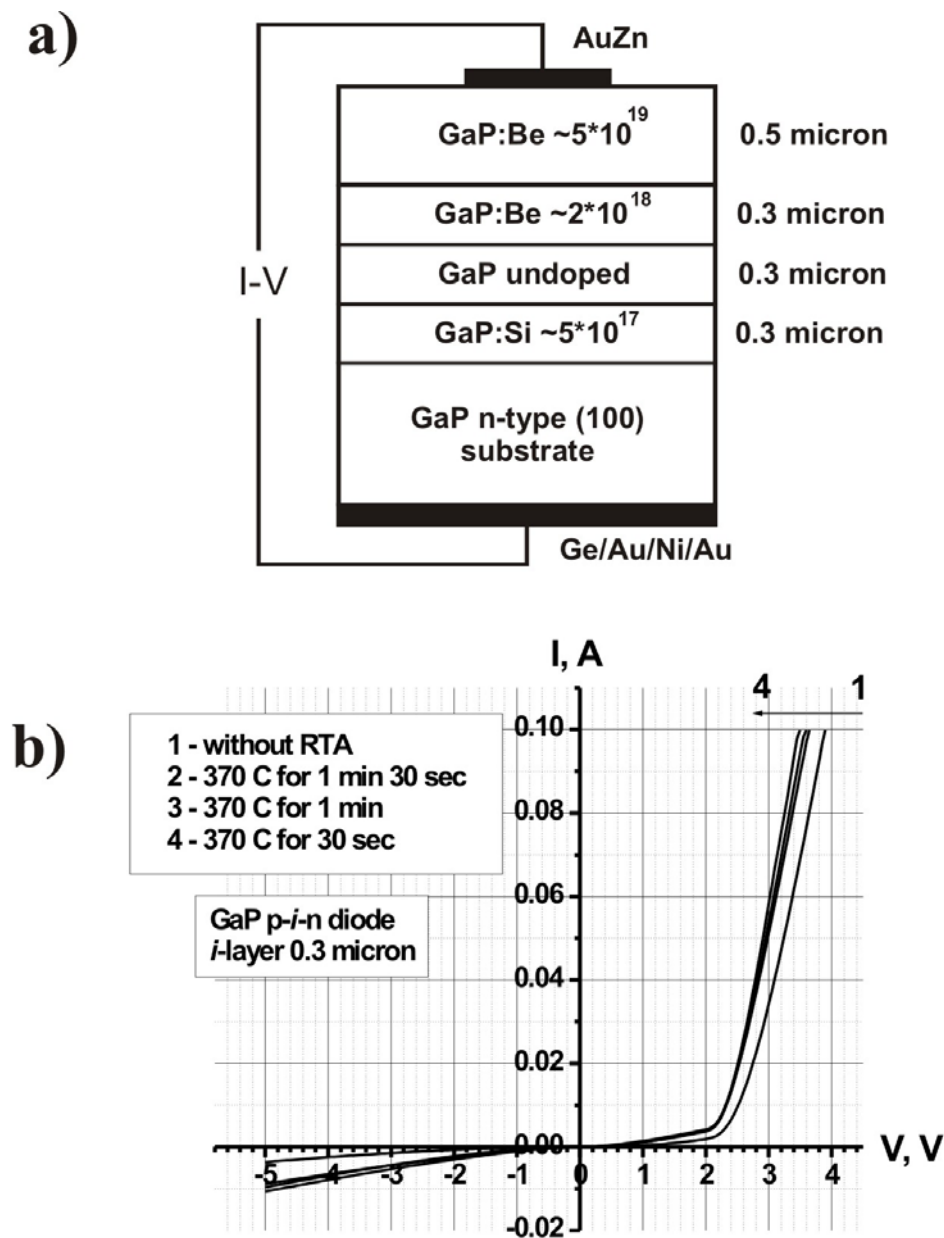 a)
AuZn
GaP:Be ~5*10^19
0.5 micron
GaP:Be ~2*10^18
0.3 micron
GaP undoped
0.3 micron
I-V
GaP:Si ~5*10^17
0.3 micron
GaP n-type (100)
substrate
Ge/Au/Ni/Au
b)
I, A
4 1
1 - without RTA
2 - 370 C for 1 min 30 sec
3 - 370 C for 1 min
4 - 370 C for 30 sec
GaP p-i-n diode
i-layer 0.3 micron
0.10
0.08
0.06
0.04
0.02
0.00
-0.02
-5 -4 -3 -2 -1 0 1 2 3 4
V, V